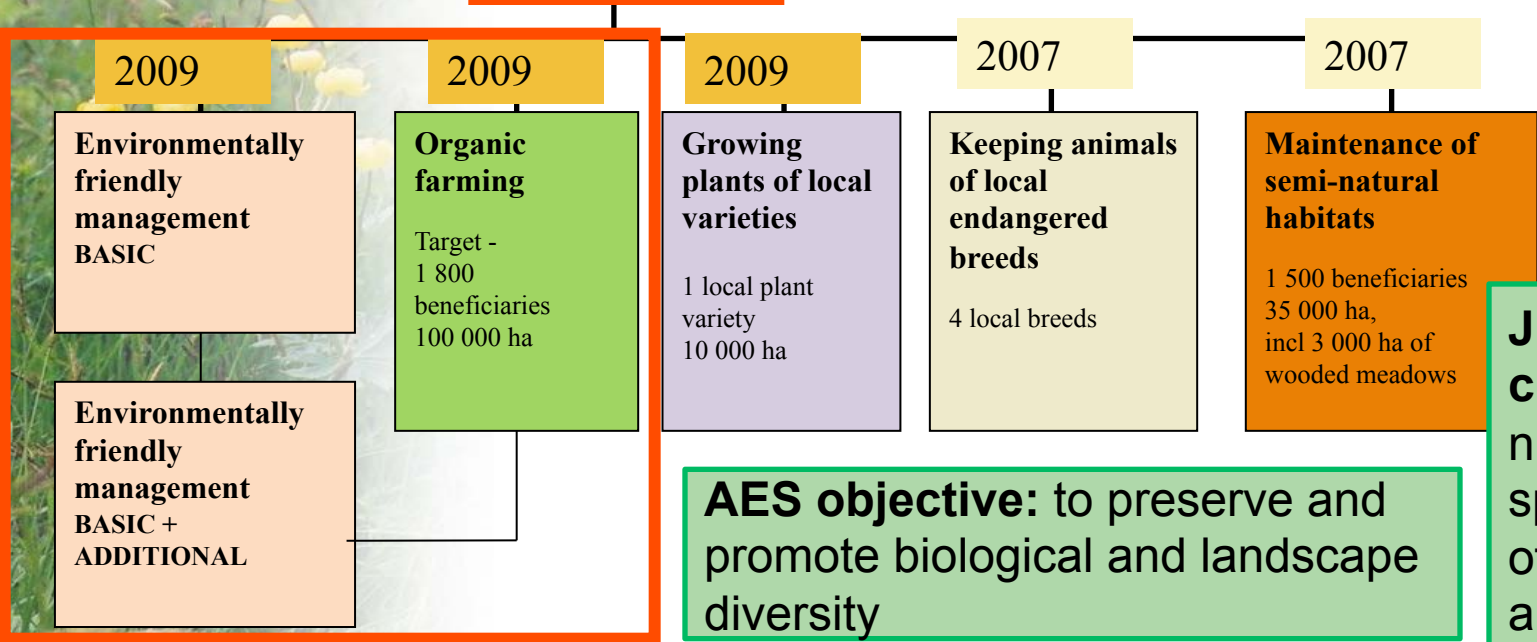 2009
Environmentally
friendly
management
BASIC
Environmentally
friendly
management
BASIC +
ADDITIONAL
2009
Organic
farming
Target -
1 800
beneficiaries
100 000 ha
2009
Growing
plants of local
varieties
1 local plant
variety
10 000 ha
2007
Keeping animals
of local
endangered
breeds
4 local breeds
2007
Maintenance of
semi-natural
habitats
1 500 beneficiaries
35 000 ha,
incl 3 000 ha of
wooded meadows
AES objective: to preserve and
promote biological and landscape
diversity